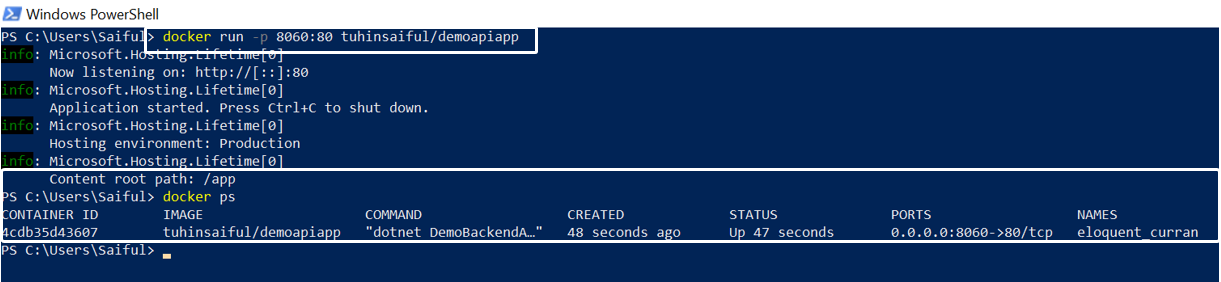 Windows PowerShell
PS C:\Users\Saiful> docker run -p 8060:80 tuhinsaiful/demoapiapp
info: Microsoft.Hosting.Lifetime[0]
      Now listening on: http://[::]:80
info: Microsoft.Hosting.Lifetime[0]
      Application started. Press Ctrl+C to shut down.
info: Microsoft.Hosting.Lifetime[0]
      Hosting environment: Production
info: Microsoft.Hosting.Lifetime[0]
      Content root path: /app
PS C:\Users\Saiful> docker ps
CONTAINER ID        IMAGE                    COMMAND                  CREATED             STATUS              PORTS                  NAMES
4cdb35d43607        tuhinsaiful/demoapiapp   "dotnet DemoBackendA…"   48 seconds ago      Up 47 seconds       0.0.0.0:8060->80/tcp   eloquent_curran
PS C:\Users\Saiful>